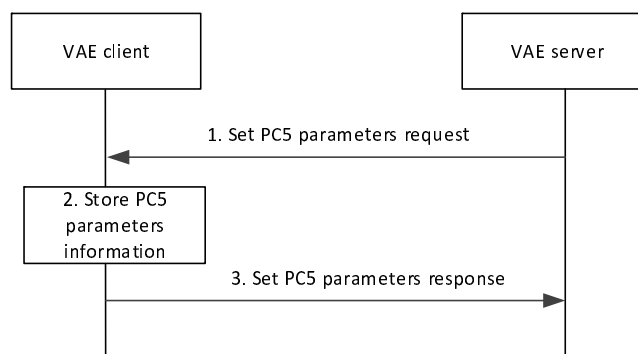 VAE client
VAE server
1. Set PC5 parameters request
2. Store PC5
parameters
information
3. Set PC5 parameters response